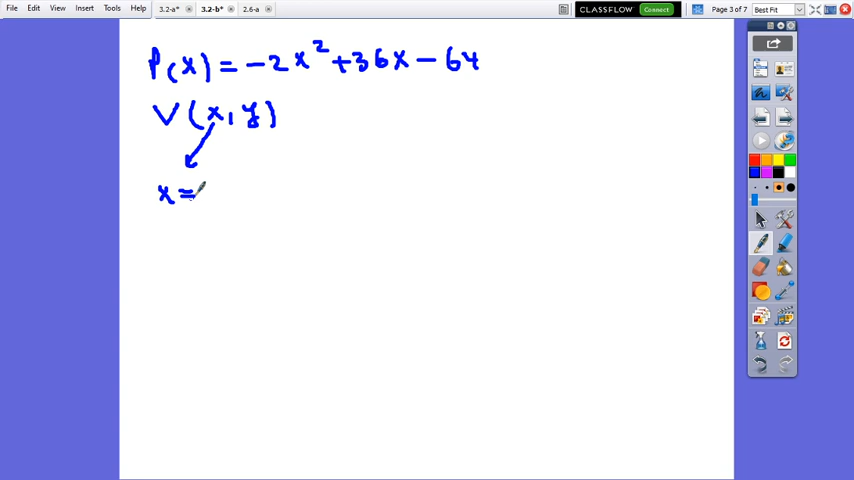 File Edit View Insert Tools Help 3.2-a* 3.2-b* 2.6-a CLASSFLOW Connect Page 3 of 7 Best Fit
P(x) = -2x² + 36x - 64
V(x, y)
x =